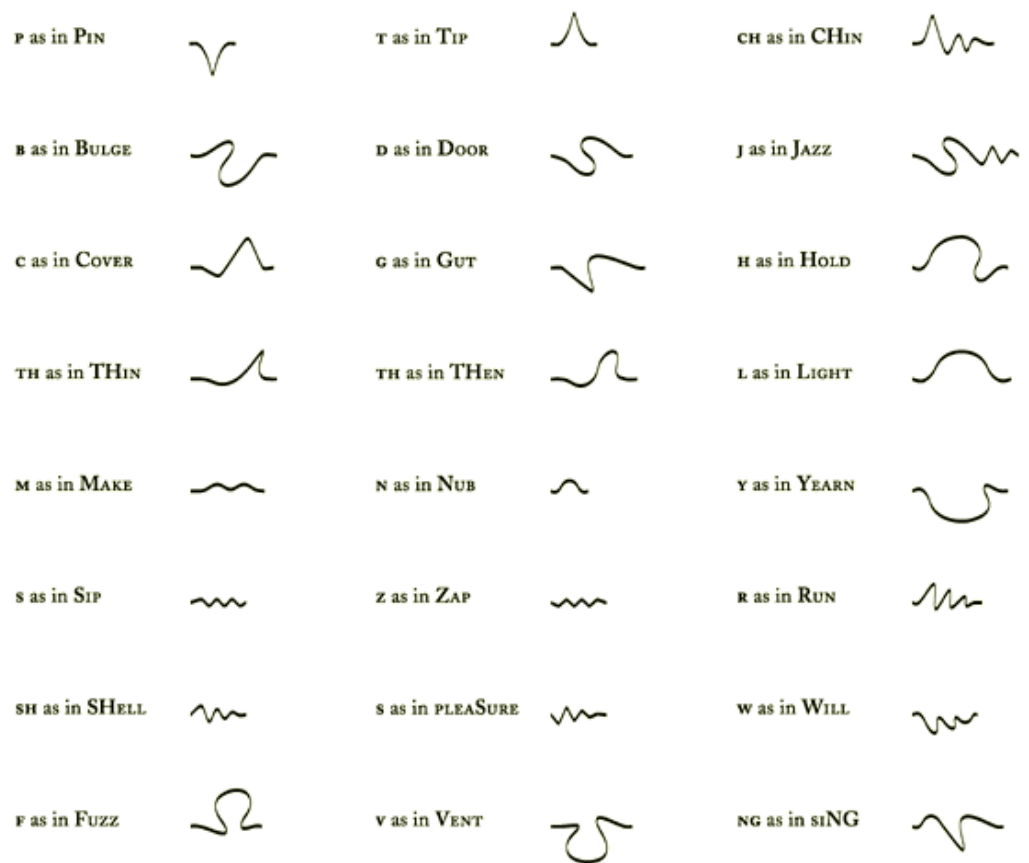 P as in PIN
T as in TIP
CH as in CHIN
B as in BULGE
D as in DOOR
J as in JAZZ
C as in COVER
G as in GUT
H as in HOLD
TH as in THIN
TH as in THEN
L as in LIGHT
M as in MAKE
N as in NUB
Y as in YEARN
S as in SIP
Z as in ZAP
R as in RUN
SH as in SHELL
S as in PLEASURE
W as in WILL
F as in FUZZ
V as in VENT
NG as in SING